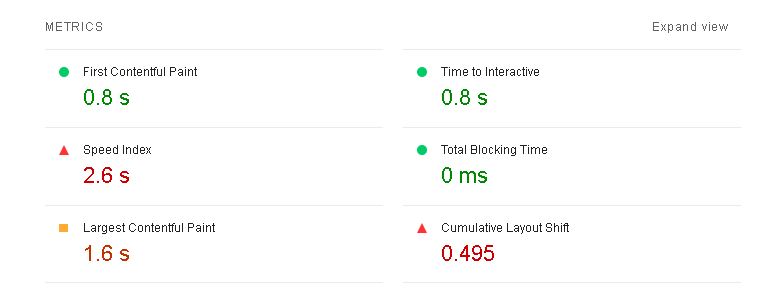 METRICS
Expand view
First Contentful Paint
0.8 s
Time to Interactive
0.8 s
Speed Index
2.6 s
Total Blocking Time
0 ms
Largest Contentful Paint
1.6 s
Cumulative Layout Shift
0.495